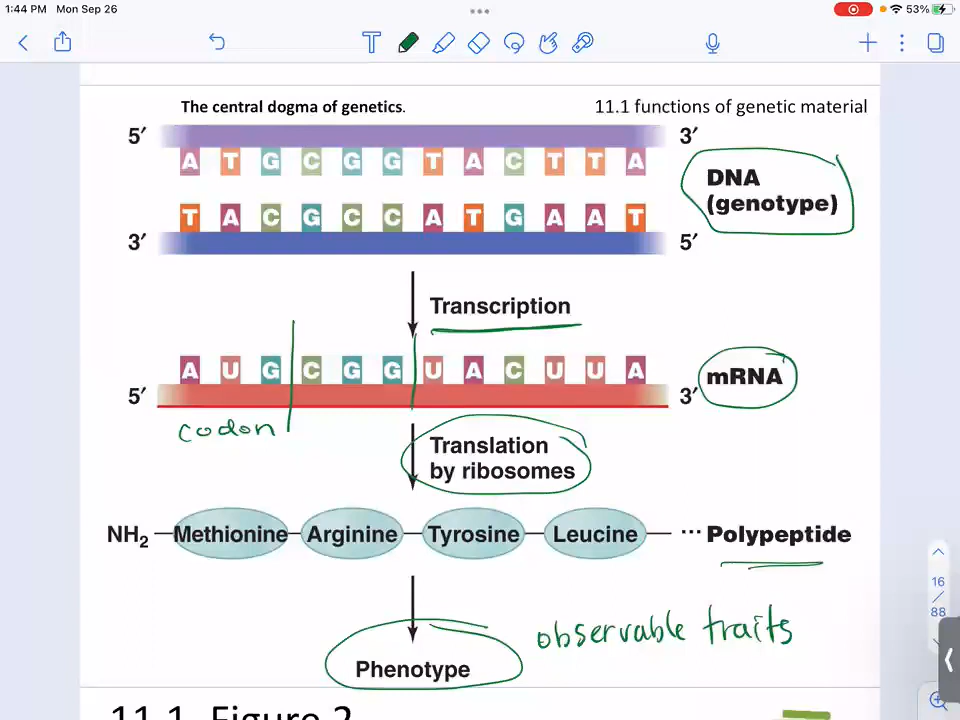 1:44 PM Mon Sep 26
53%
The central dogma of genetics.
11.1 functions of genetic material
5′ 3′
A T G C G G T A C T T A
DNA
(genotype)
T A C G C C A T G A A T
3′ 5′
Transcription
A U G C G G U A C U U A
mRNA
5′ 3′
codon
Translation
by ribosomes
NH2 Methionine Arginine Tyrosine Leucine ··· Polypeptide
observable traits
Phenotype
16
/
88
11.1 Figure 2